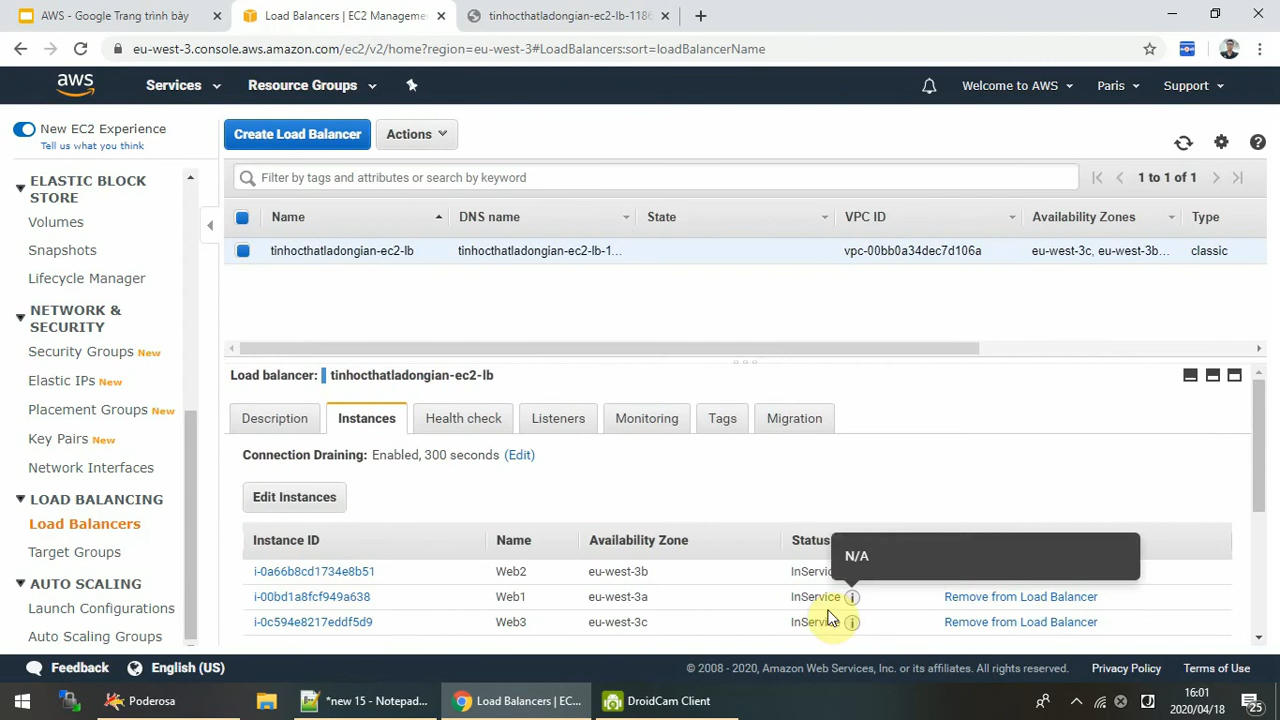 AWS - Google Trang trình bày
Load Balancers | EC2 Manageme
tinhocthatladongian-ec2-lb-1186
eu-west-3.console.aws.amazon.com/ec2/v2/home?region=eu-west-3#LoadBalancers:sort=loadBalancerName
aws Services Resource Groups Welcome to AWS Paris Support
New EC2 Experience
Tell us what you think
Create Load Balancer Actions
ELASTIC BLOCK
STORE
Volumes
Snapshots
Lifecycle Manager
NETWORK &
SECURITY
Security Groups New
Elastic IPs New
Placement Groups New
Key Pairs New
Network Interfaces
LOAD BALANCING
Load Balancers
Target Groups
AUTO SCALING
Launch Configurations
Auto Scaling Groups
Filter by tags and attributes or search by keyword
1 to 1 of 1
Name DNS name State VPC ID Availability Zones Type
tinhocthatladongian-ec2-lb tinhocthatladongian-ec2-lb-1... vpc-00bb0a34dec7d106a eu-west-3c, eu-west-3b... classic
Load balancer: tinhocthatladongian-ec2-lb
Description Instances Health check Listeners Monitoring Tags Migration
Connection Draining: Enabled, 300 seconds (Edit)
Edit Instances
Instance ID Name Availability Zone Status
N/A
i-0a66b8cd1734e8b51 Web2 eu-west-3b InServic
i-00bd1a8fcf949a638 Web1 eu-west-3a InService Remove from Load Balancer
i-0c594e8217eddf5d9 Web3 eu-west-3c InService Remove from Load Balancer
Feedback English (US) © 2008 - 2020, Amazon Web Services, Inc. or its affiliates. All rights reserved. Privacy Policy Terms of Use
Poderosa
*new 15 - Notepad...
Load Balancers | EC...
DroidCam Client
16:01
2020/04/18
25